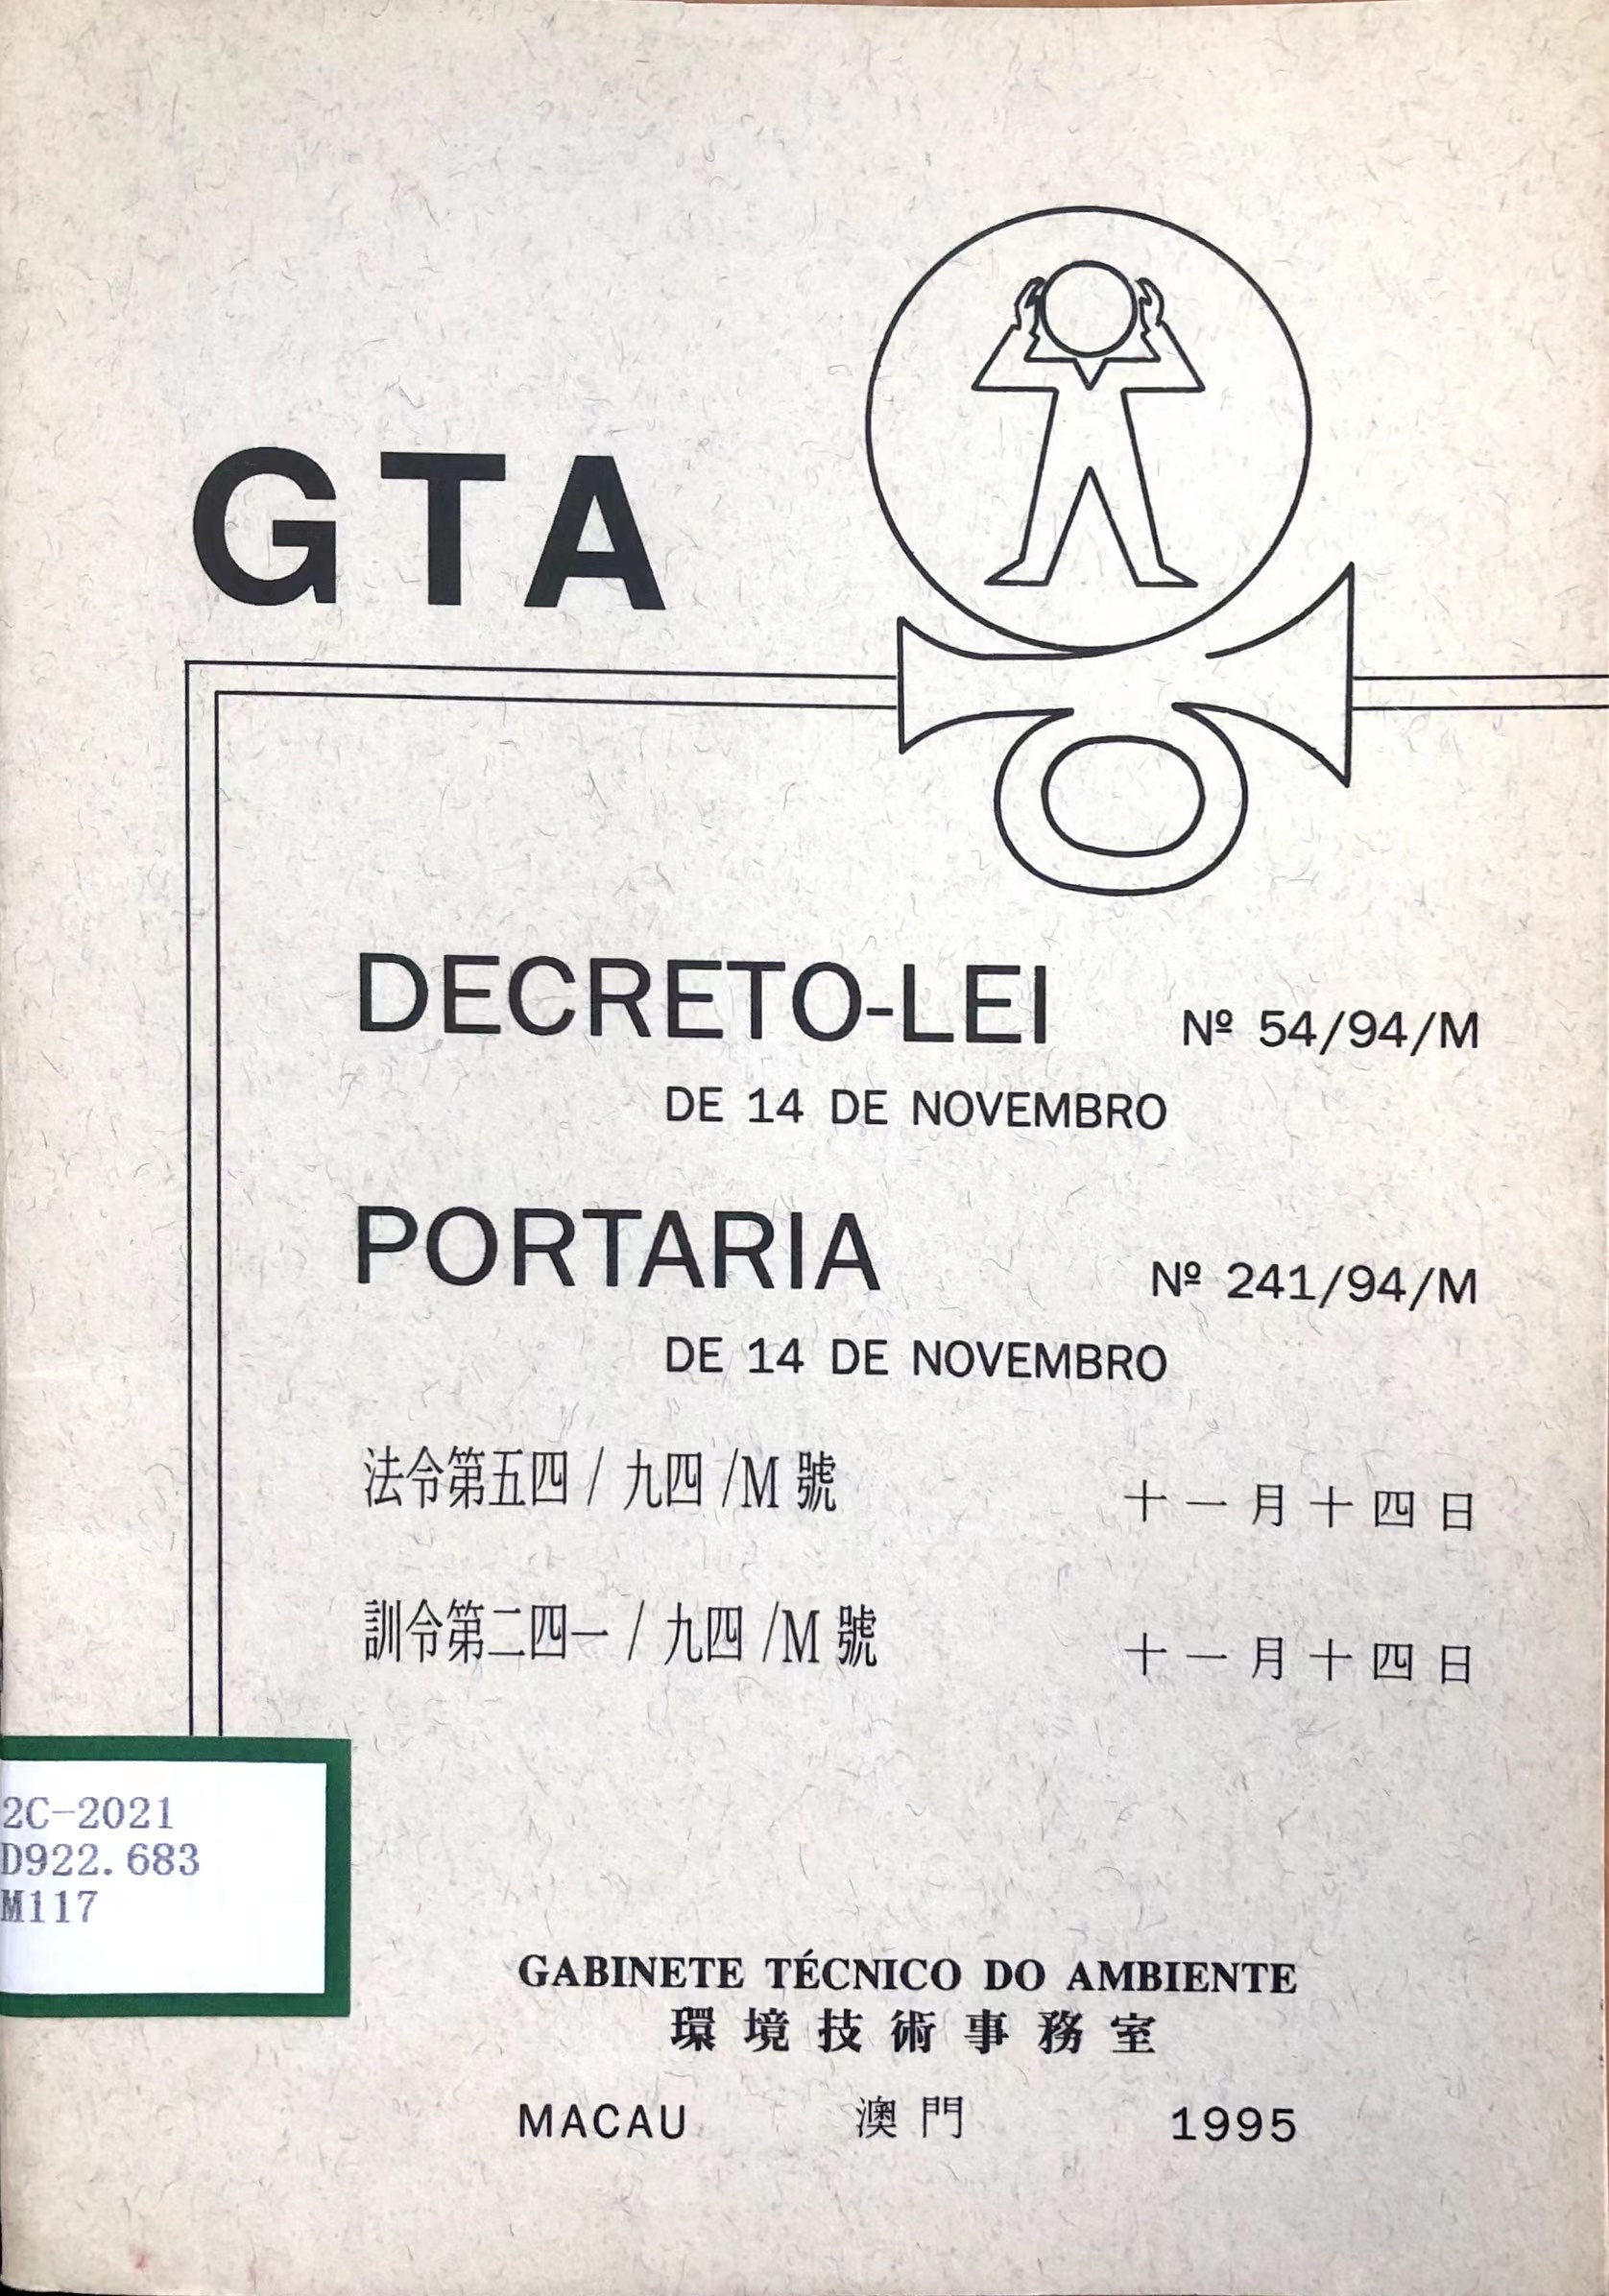 GTA
DECRETO-LEI Nº 54/94/M
DE 14 DE NOVEMBRO
PORTARIA Nº 241/94/M
DE 14 DE NOVEMBRO
法令第五四/九四/M號 十一月十四日
訓令第二四一/九四/M號 十一月十四日
2C-2021
D922.683
M117
GABINETE TÉCNICO DO AMBIENTE
環境技術事務室
MACAU 澳門 1995